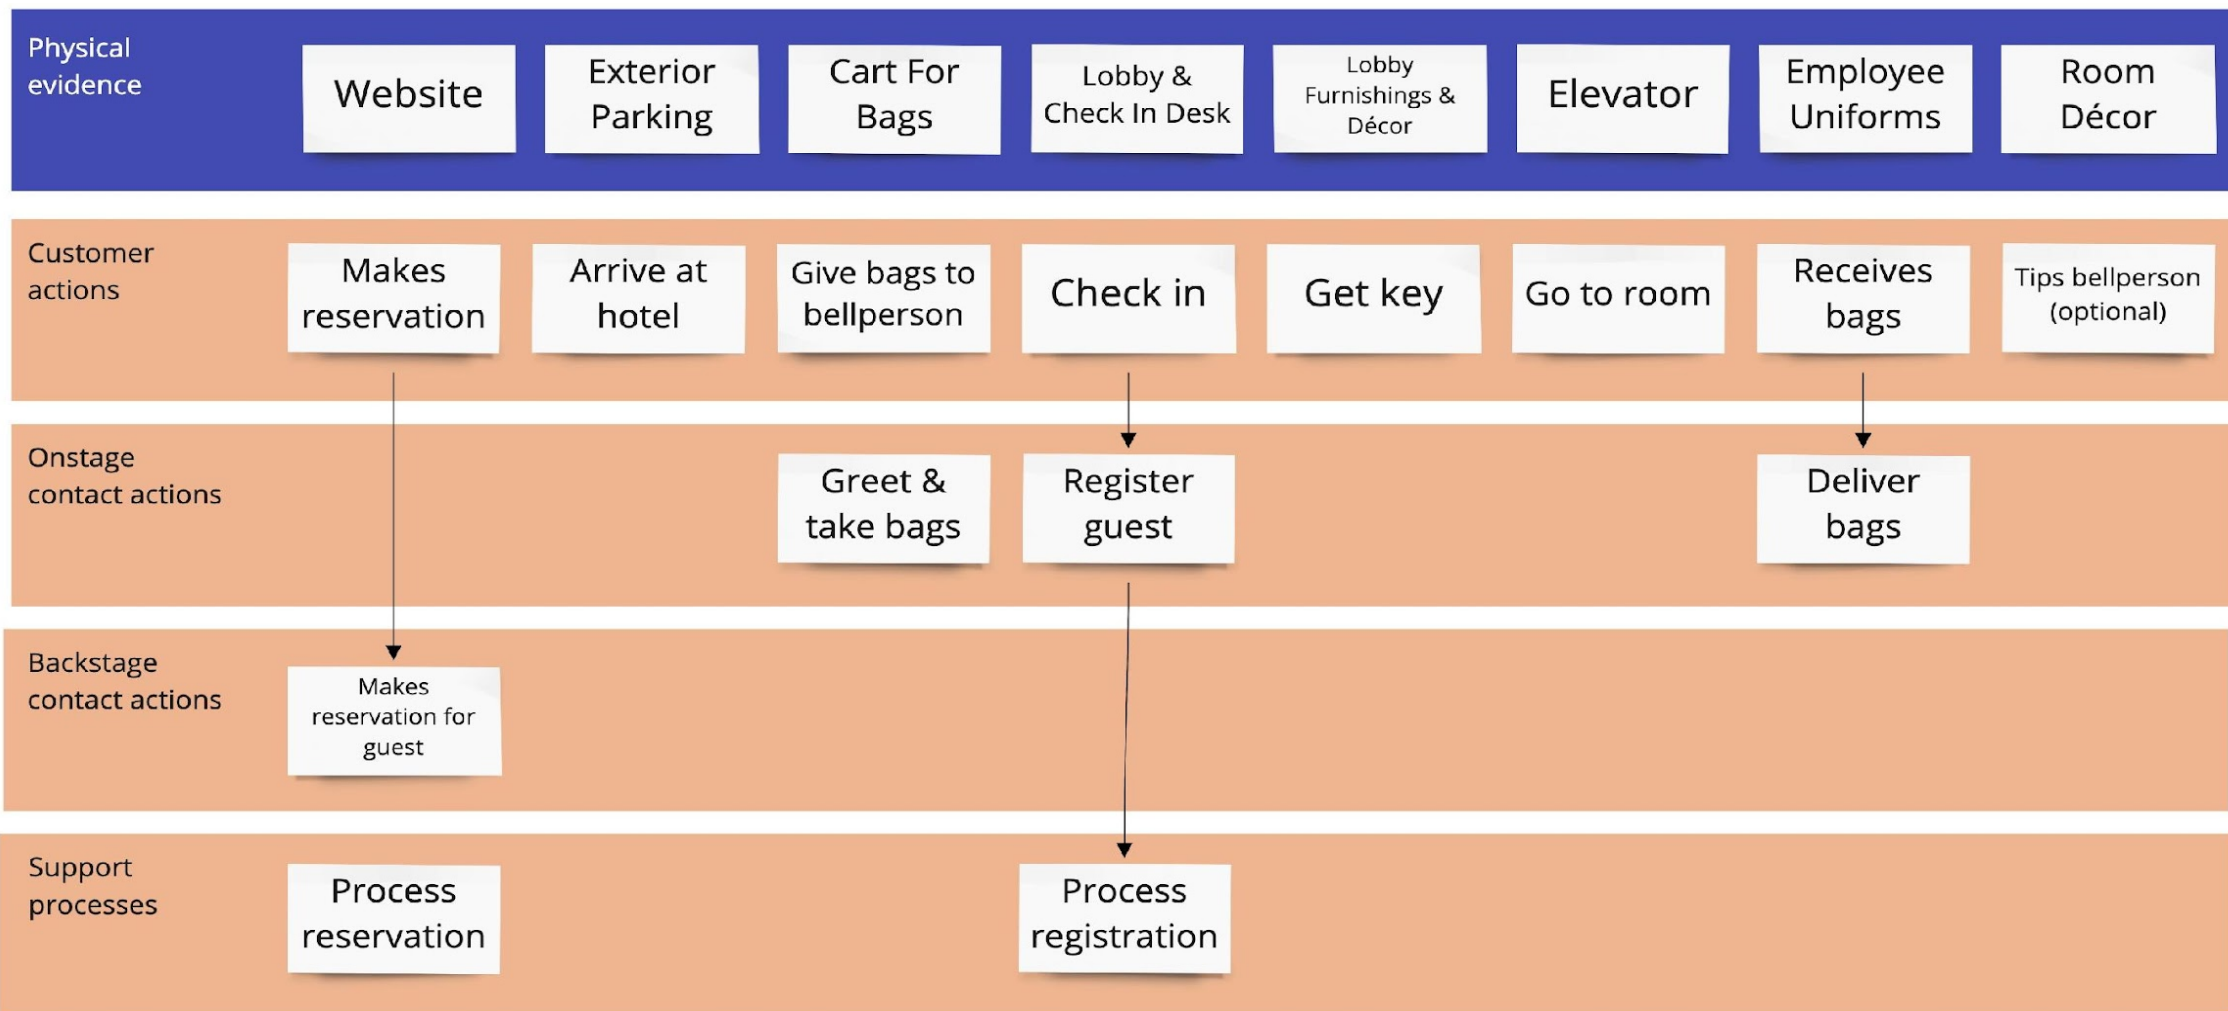 Physical
evidence
Website
Exterior
Parking
Cart For
Bags
Lobby &
Check In Desk
Lobby
Furnishings &
Décor
Elevator
Employee
Uniforms
Room
Décor
Customer
actions
Makes
reservation
Arrive at
hotel
Give bags to
bellperson
Check in
Get key
Go to room
Receives
bags
Tips bellperson
(optional)
Onstage
contact actions
Greet &
take bags
Register
guest
Deliver
bags
Backstage
contact actions
Makes
reservation for
guest
Support
processes
Process
reservation
Process
registration